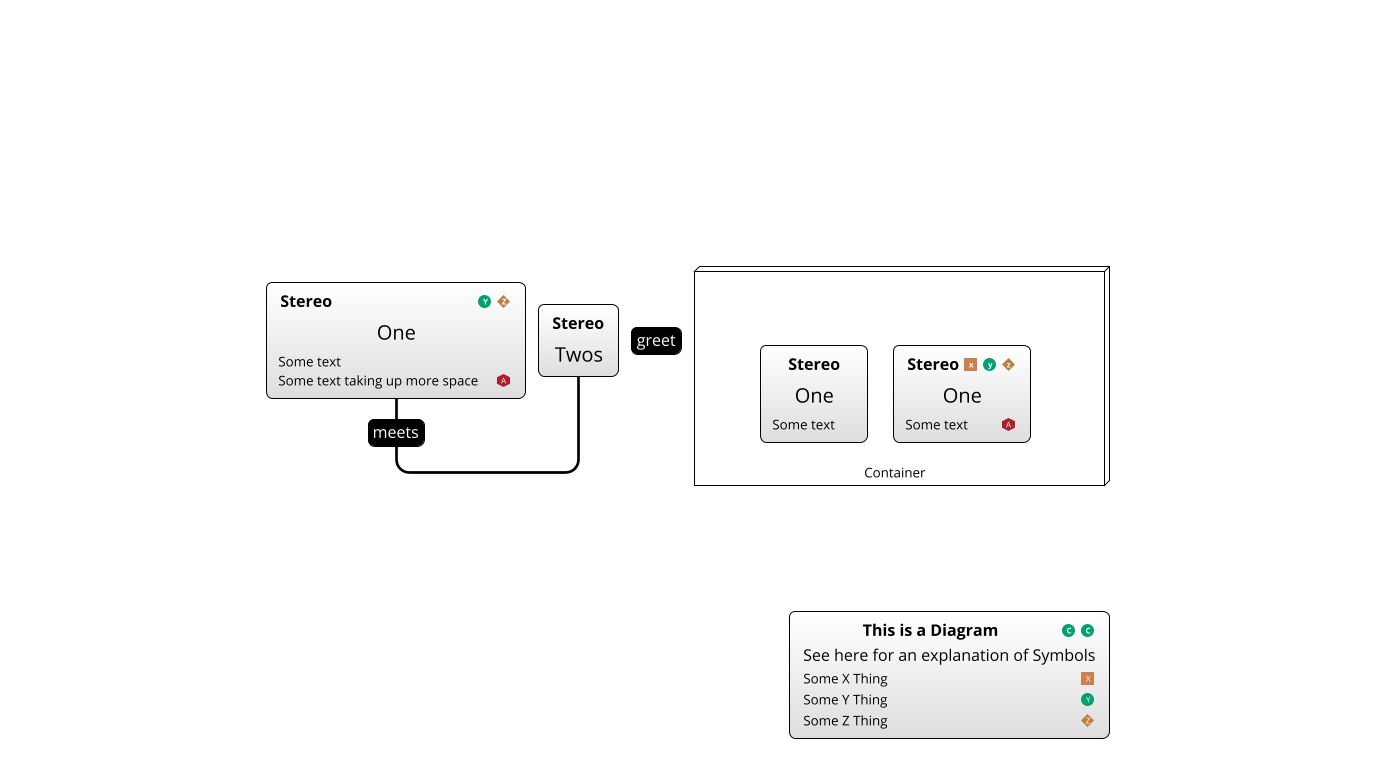 Stereo Y Z
One
Some text
Some text taking up more space A
meets
Stereo
Twos
greet
Stereo
One
Some text
Stereo x y z
One
Some text A
Container
This is a Diagram C C
See here for an explanation of Symbols
Some X Thing X
Some Y Thing Y
Some Z Thing Z